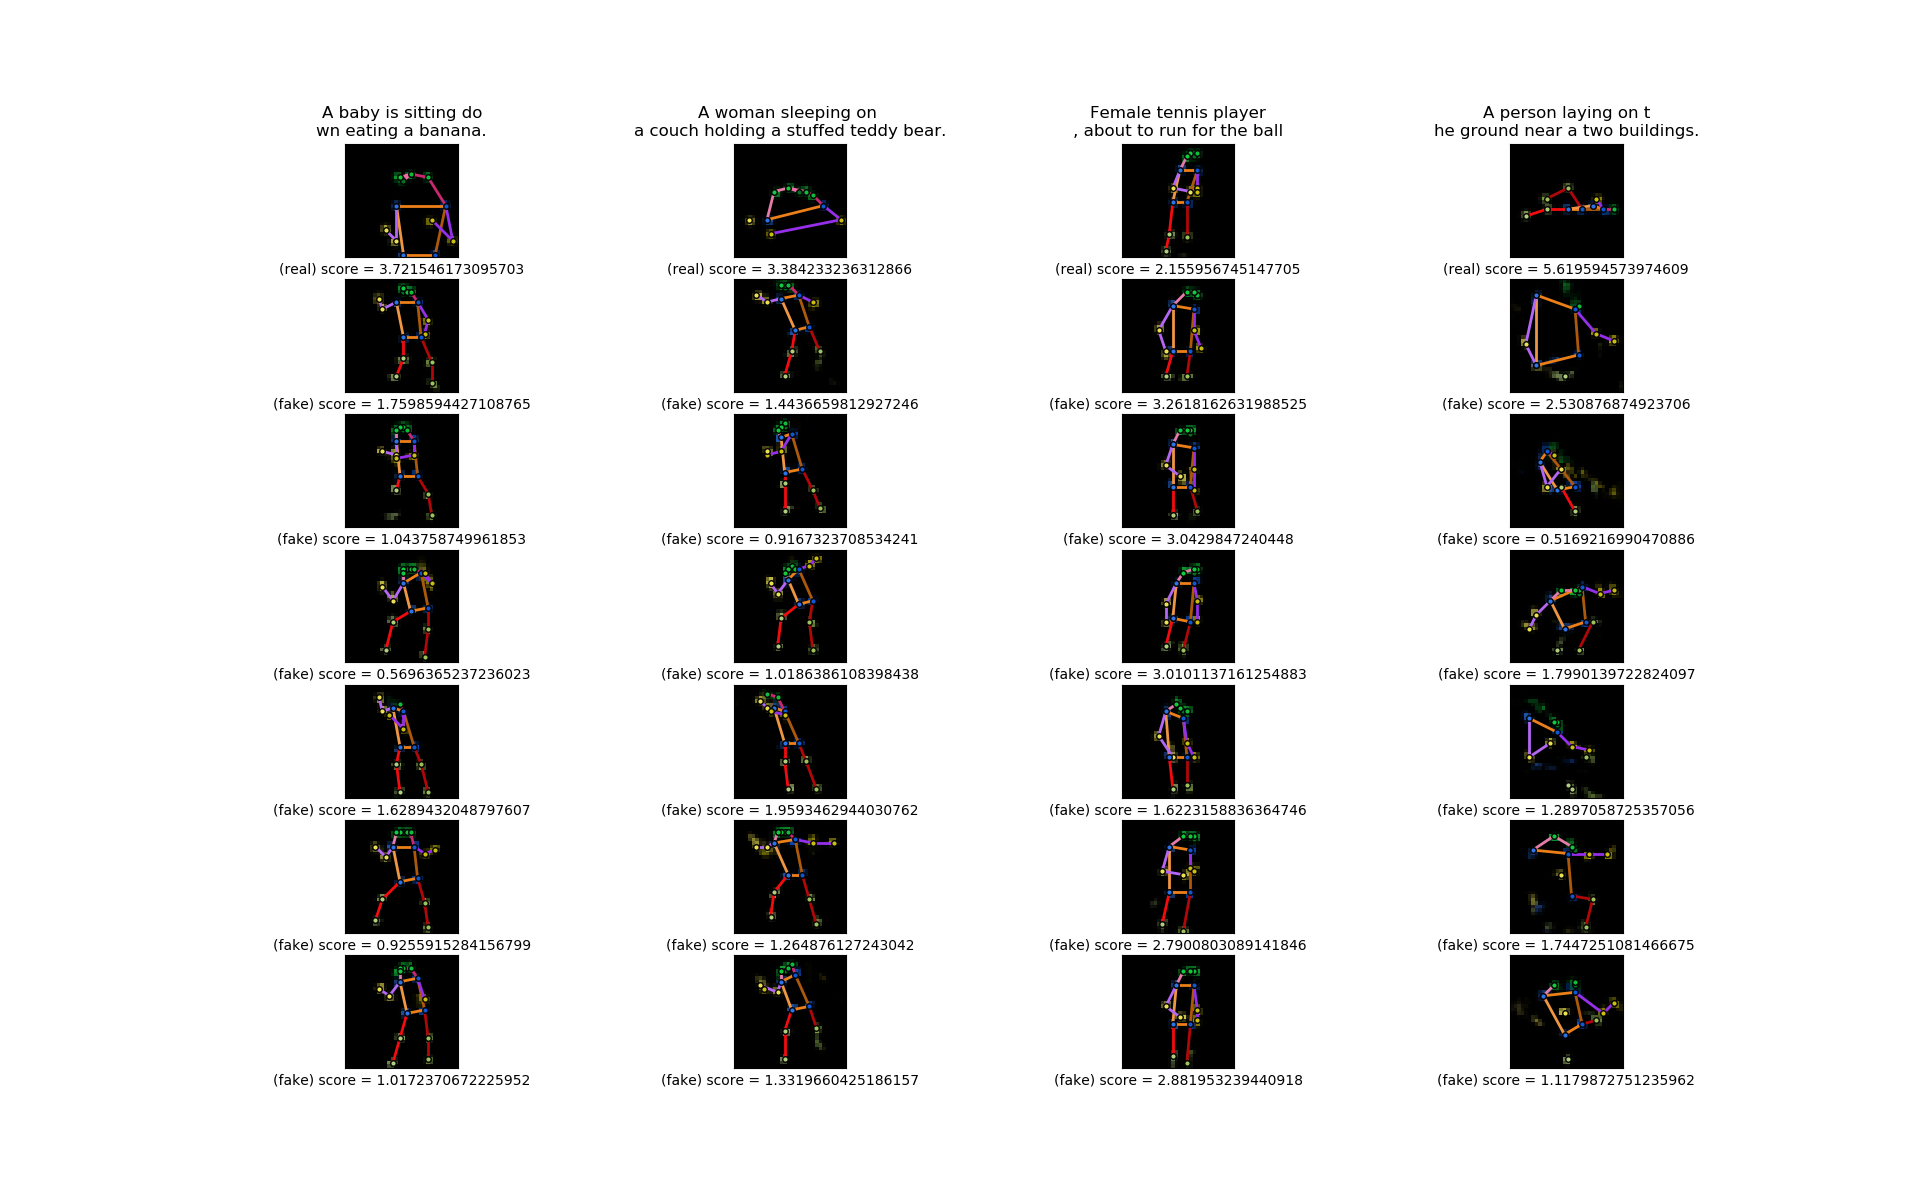 A baby is sitting do
wn eating a banana.
A woman sleeping on
a couch holding a stuffed teddy bear.
Female tennis player
, about to run for the ball
A person laying on t
he ground near a two buildings.
(real) score = 3.721546173095703
(real) score = 3.384233236312866
(real) score = 2.155956745147705
(real) score = 5.619594573974609
(fake) score = 1.7598594427108765
(fake) score = 1.4436659812927246
(fake) score = 3.2618162631988525
(fake) score = 2.530876874923706
(fake) score = 1.043758749961853
(fake) score = 0.9167323708534241
(fake) score = 3.0429847240448
(fake) score = 0.5169216990470886
(fake) score = 0.5696365237236023
(fake) score = 1.0186386108398438
(fake) score = 3.0101137161254883
(fake) score = 1.7990139722824097
(fake) score = 1.6289432048797607
(fake) score = 1.9593462944030762
(fake) score = 1.6223158836364746
(fake) score = 1.2897058725357056
(fake) score = 0.9255915284156799
(fake) score = 1.264876127243042
(fake) score = 2.7900803089141846
(fake) score = 1.7447251081466675
(fake) score = 1.0172370672225952
(fake) score = 1.3319660425186157
(fake) score = 2.881953239440918
(fake) score = 1.1179872751235962